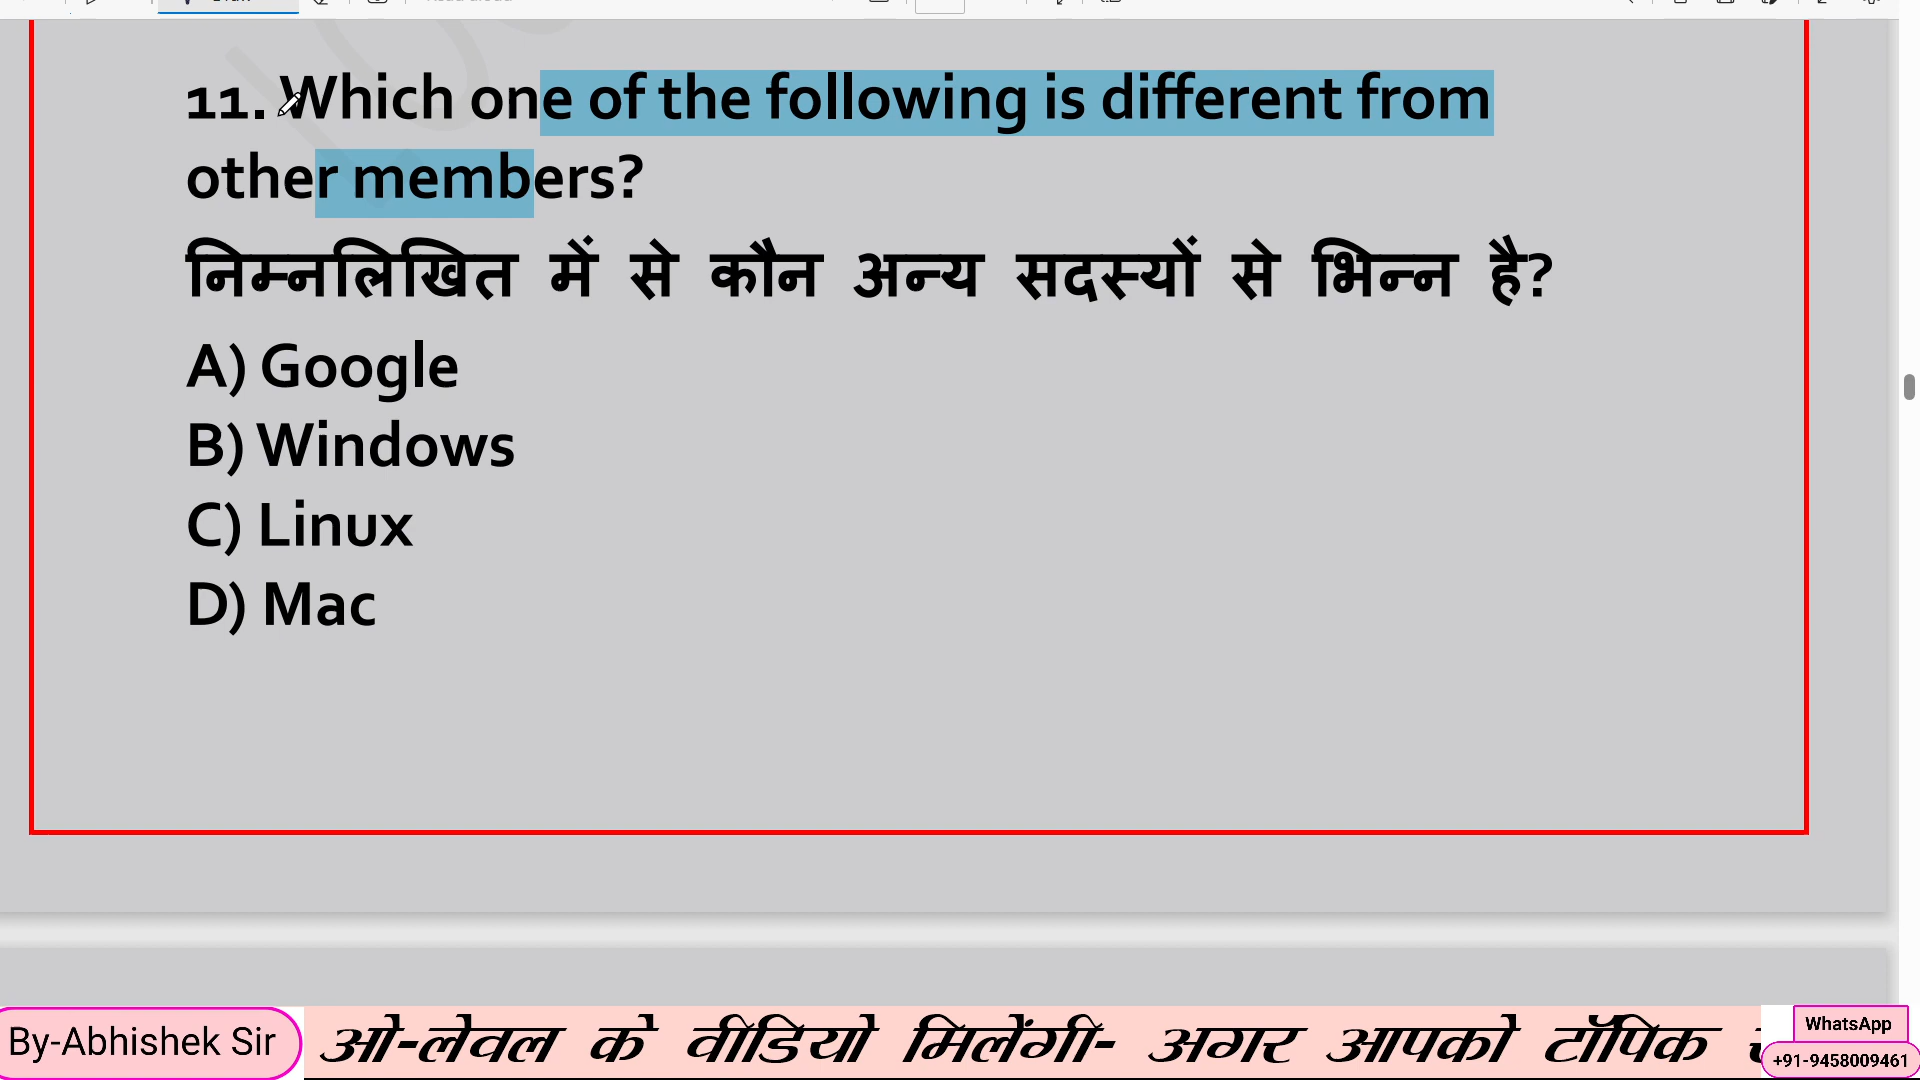 11. Which one of the following is different from
other members?
निम्नलिखित में से कौन अन्य सदस्यों से भिन्न है?
A) Google
B) Windows
C) Linux
D) Mac
By-Abhishek Sir
ओ-लेवल के वीडियो मिलेंगी- अगर आपको टॉपिक
WhatsApp
+91-9458009461